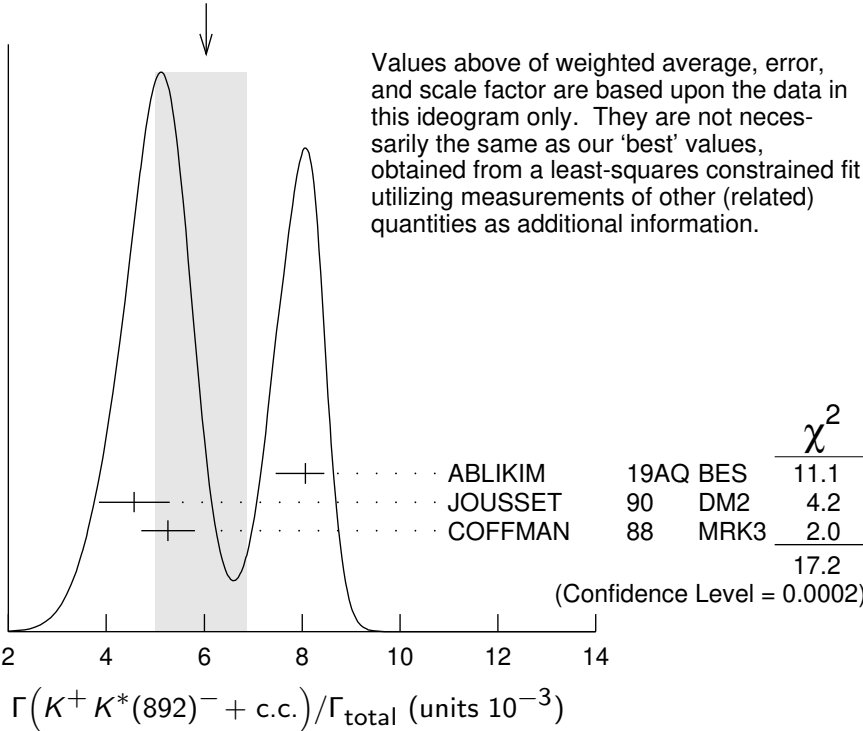 Values above of weighted average, error,
and scale factor are based upon the data in
this ideogram only. They are not neces-
sarily the same as our ‘best’ values,
obtained from a least-squares constrained fit
utilizing measurements of other (related)
quantities as additional information.
χ²
ABLIKIM 19AQ BES 11.1
JOUSSET 90 DM2 4.2
COFFMAN 88 MRK3 2.0
17.2
(Confidence Level = 0.0002)
2 4 6 8 10 12 14
Γ(K⁺ K*(892)⁻ + c.c.)/Γ_total (units 10⁻³)